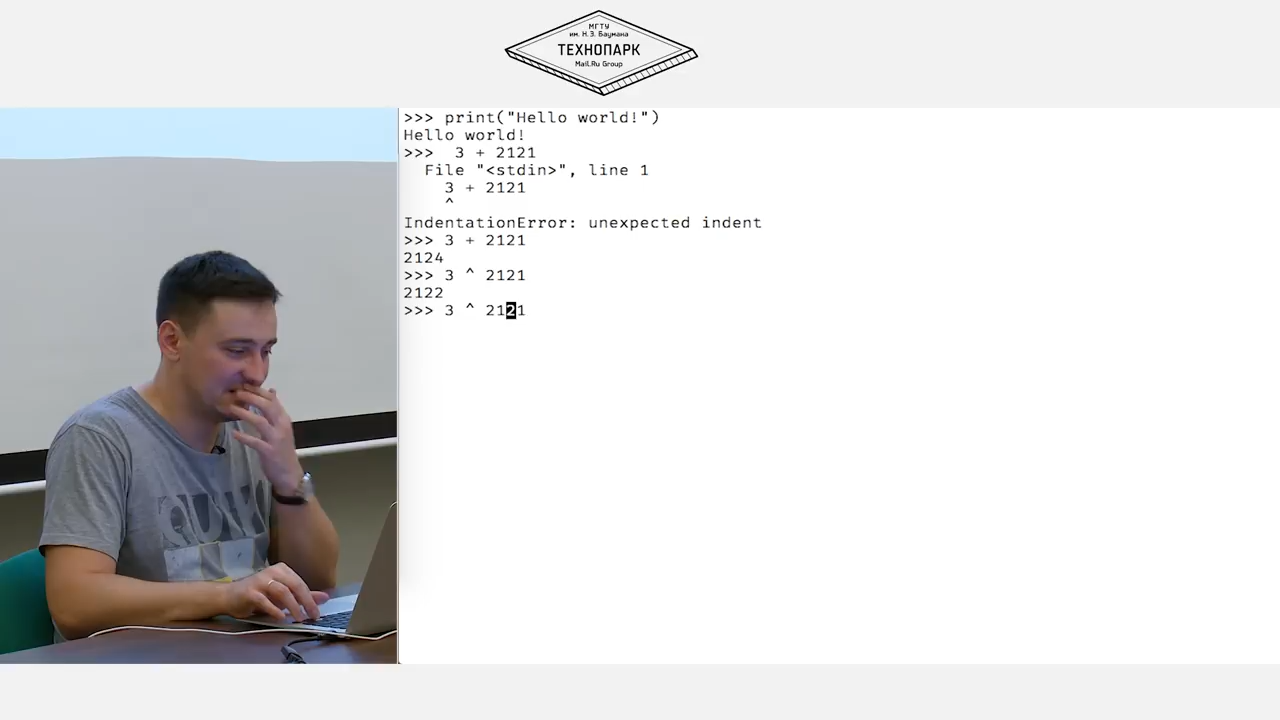 МГТУ
им. Н.Э. Баумана
ТЕХНОПАРК
Mail.Ru Group
>>> print("Hello world!")
Hello world!
>>>  3 + 2121
  File "<stdin>", line 1
    3 + 2121
    ^
IndentationError: unexpected indent
>>> 3 + 2121
2124
>>> 3 ^ 2121
2122
>>> 3 ^ 2121